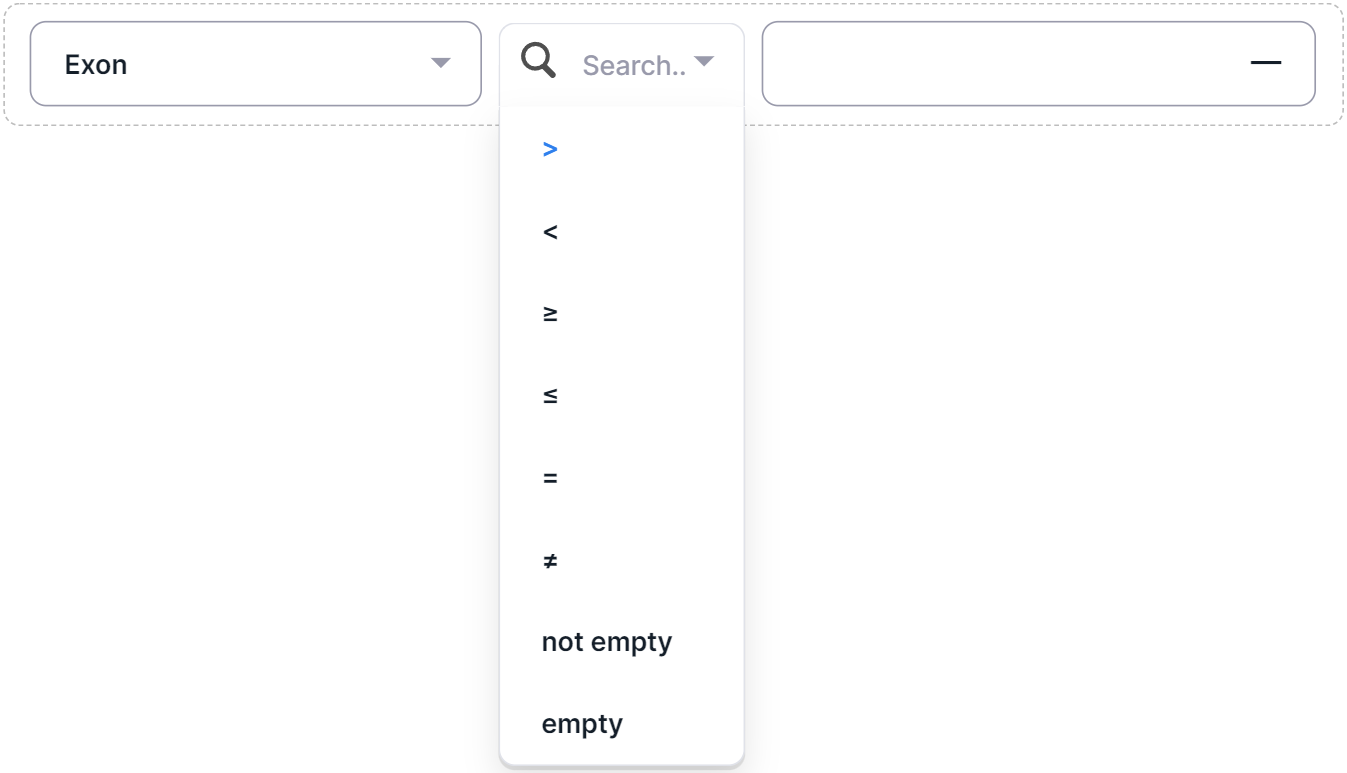 Exon
Search..
>
<
≥
≤
=
≠
not empty
empty